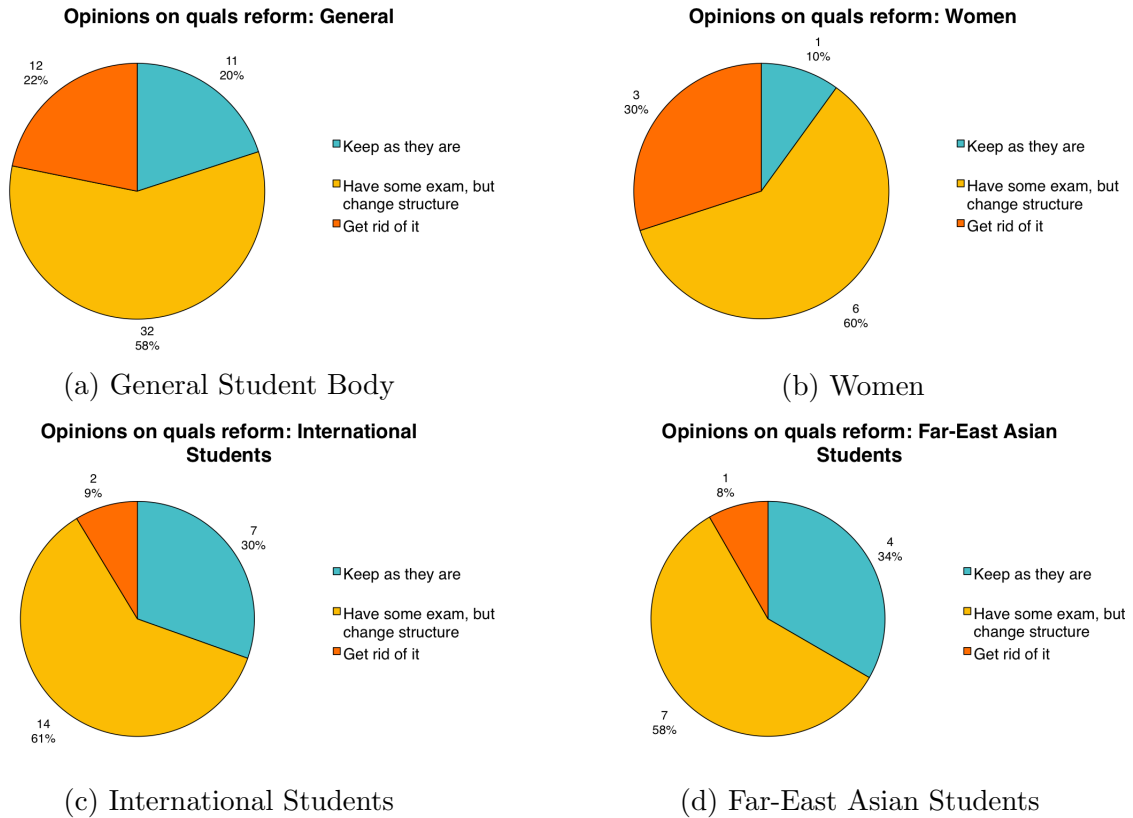 Opinions on quals reform: General
12
22%
11
20%
32
58%
Keep as they are
Have some exam, but
change structure
Get rid of it
(a) General Student Body
Opinions on quals reform: Women
1
10%
3
30%
6
60%
Keep as they are
Have some exam, but
change structure
Get rid of it
(b) Women
Opinions on quals reform: International
Students
2
9%
7
30%
14
61%
Keep as they are
Have some exam, but
change structure
Get rid of it
(c) International Students
Opinions on quals reform: Far-East Asian
Students
1
8%
4
34%
7
58%
Keep as they are
Have some exam, but
change structure
Get rid of it
(d) Far-East Asian Students